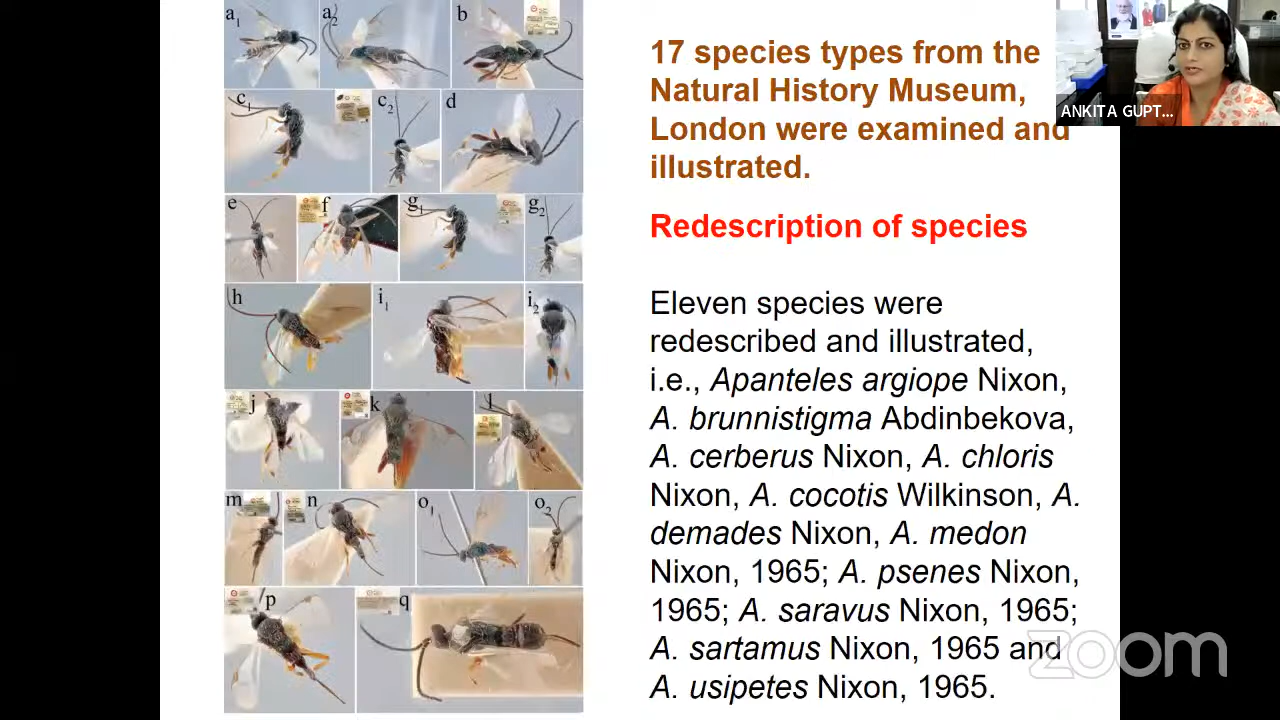 a1
a2
b
c1
c2
d
e
f
g1
g2
h
i1
i2
j
k
l
m
n
o1
o2
p
q
17 species types from the
Natural History Museum,
London were examined and
illustrated.
Redescription of species
Eleven species were
redescribed and illustrated,
i.e., Apanteles argiope Nixon,
A. brunnistigma Abdinbekova,
A. cerberus Nixon, A. chloris
Nixon, A. cocotis Wilkinson, A.
demades Nixon, A. medon
Nixon, 1965; A. psenes Nixon,
1965; A. saravus Nixon, 1965;
A. sartamus Nixon, 1965 and
A. usipetes Nixon, 1965.
ANKITA GUPT...
zoom